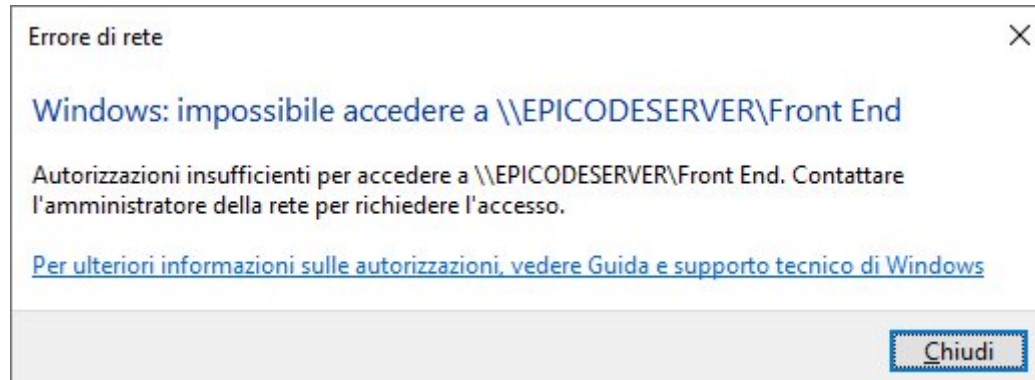 Errore di rete
Windows: impossibile accedere a \\EPICODESERVER\Front End
Autorizzazioni insufficienti per accedere a \\EPICODESERVER\Front End. Contattare
l'amministratore della rete per richiedere l'accesso.
Per ulteriori informazioni sulle autorizzazioni, vedere Guida e supporto tecnico di Windows
Chiudi